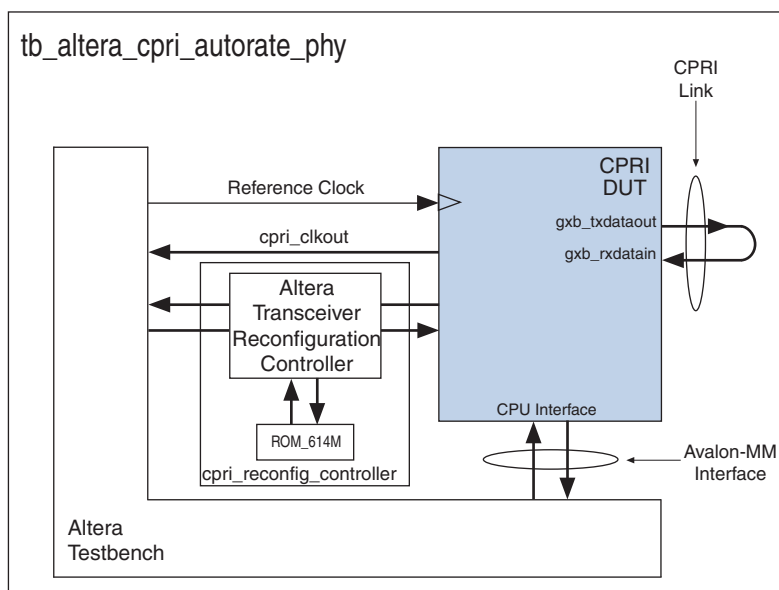 tb_altera_cpri_autorate_phy
CPRI
Link
CPRI
DUT
Reference Clock
gxb_txdataout
cpri_clkout
gxb_rxdatain
Altera
Transceiver
Reconfiguration
Controller
CPU Interface
ROM_614M
cpri_reconfig_controller
Avalon-MM
Interface
Altera
Testbench